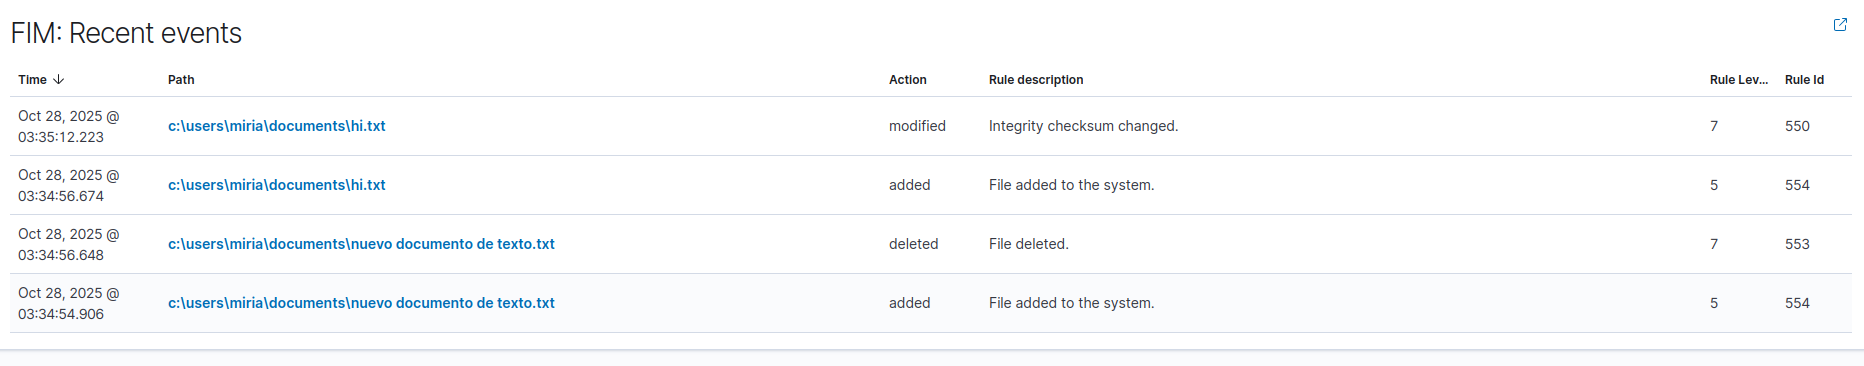 FIM: Recent events
Time Path Action Rule description Rule Lev... Rule Id
Oct 28, 2025 @ 03:35:12.223 c:\users\miria\documents\hi.txt modified Integrity checksum changed. 7 550
Oct 28, 2025 @ 03:34:56.674 c:\users\miria\documents\hi.txt added File added to the system. 5 554
Oct 28, 2025 @ 03:34:56.648 c:\users\miria\documents\nuevo documento de texto.txt deleted File deleted. 7 553
Oct 28, 2025 @ 03:34:54.906 c:\users\miria\documents\nuevo documento de texto.txt added File added to the system. 5 554